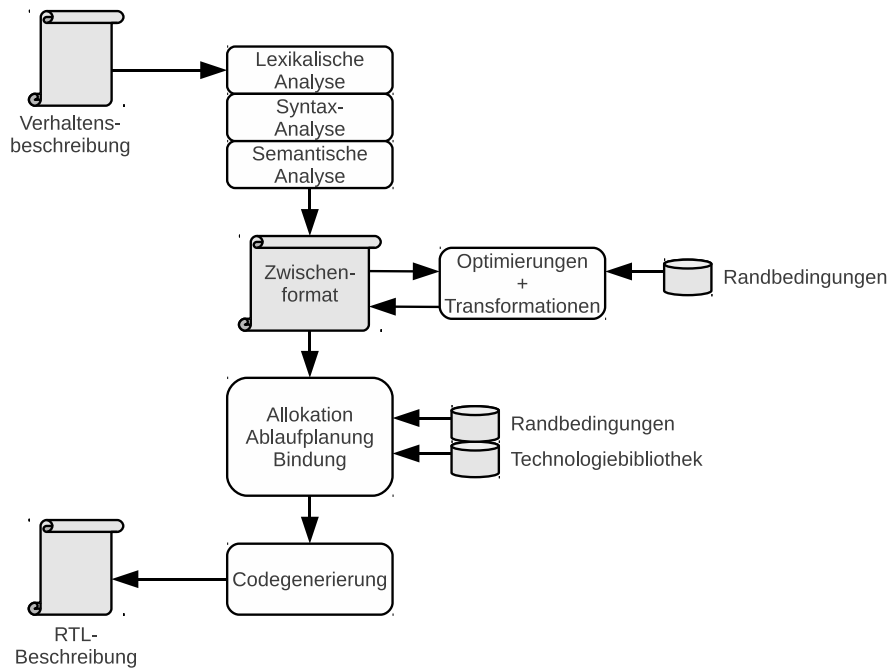 Lexikalische
Analyse
Verhaltens-
beschreibung
Syntax-
Analyse
Semantische
Analyse
Zwischen-
format
Optimierungen
+
Transformationen
Randbedingungen
Allokation
Ablaufplanung
Bindung
Randbedingungen
Technologiebibliothek
Codegenerierung
RTL-
Beschreibung